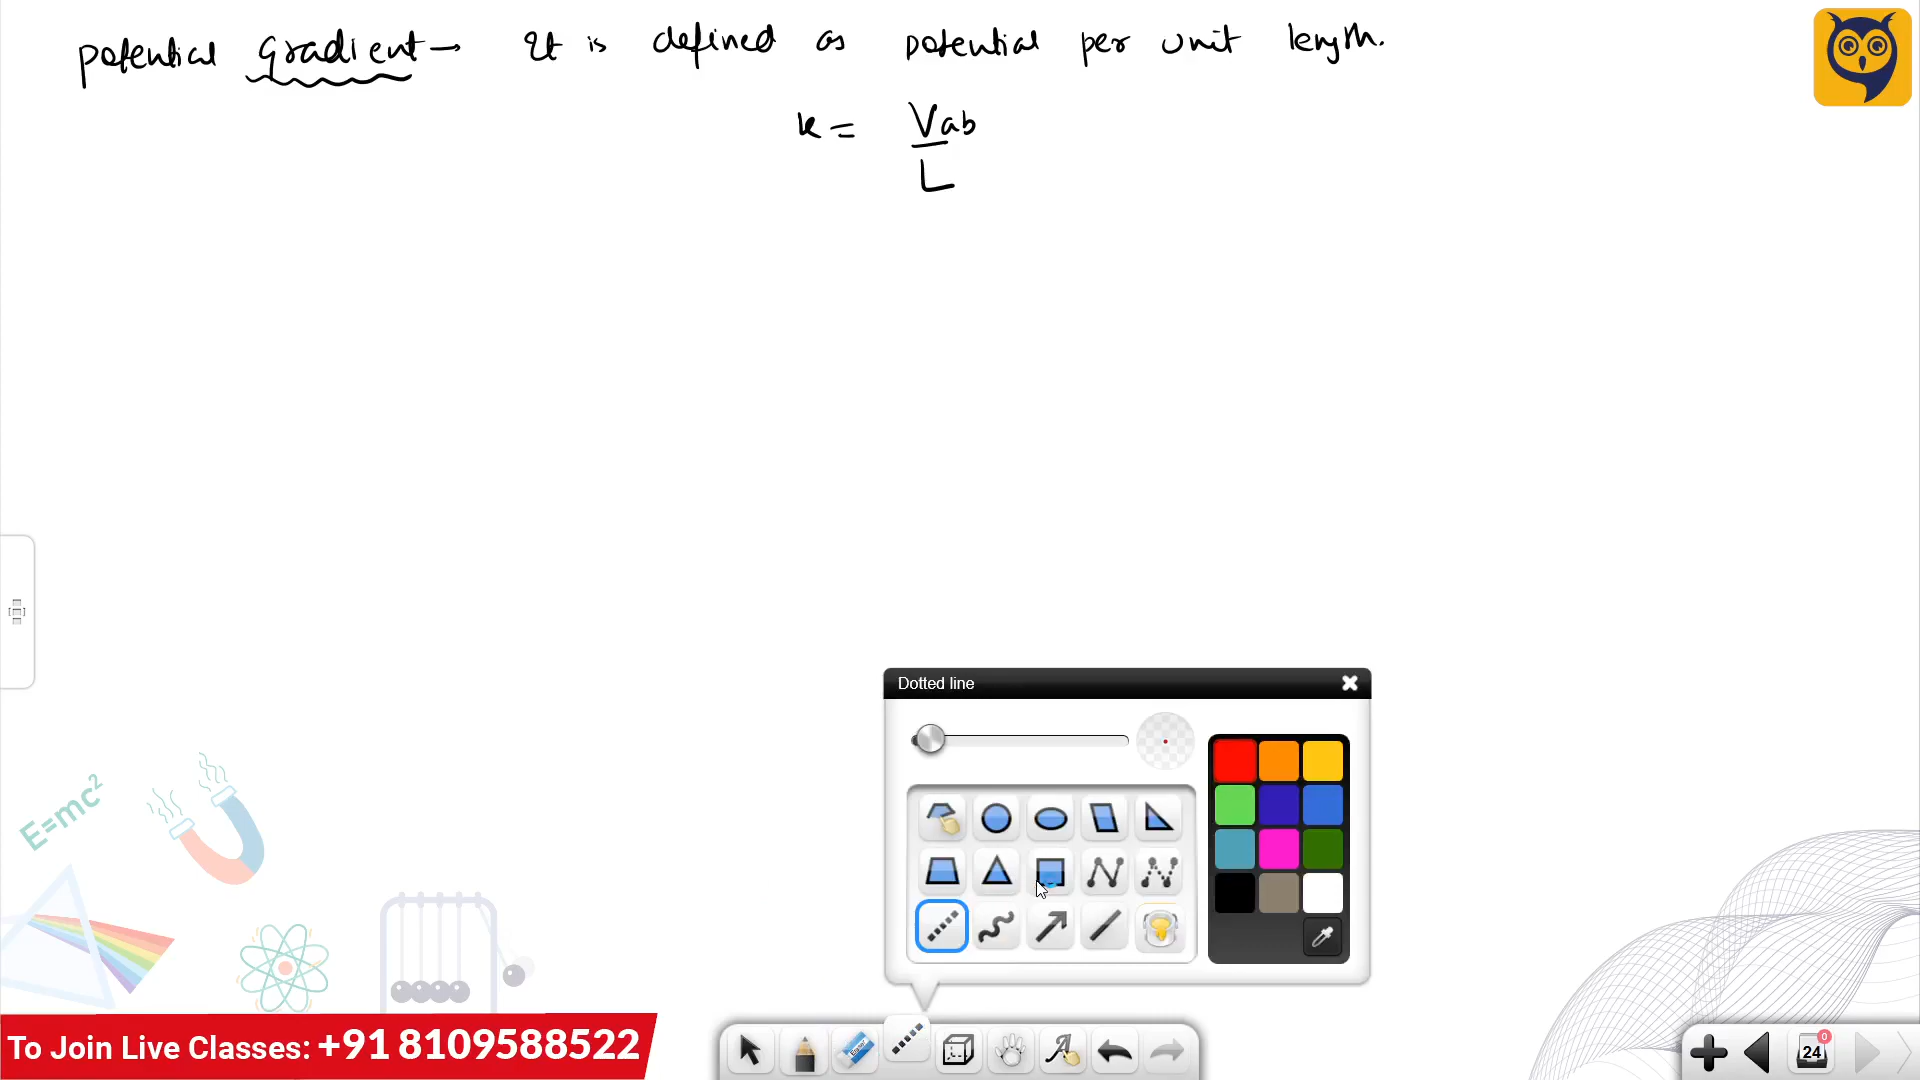 potential Gradient → It is defined as potential per unit length.
k = Vab
L
Dotted line
E=mc²
Eraser
A
0
24
To Join Live Classes: +91 8109588522